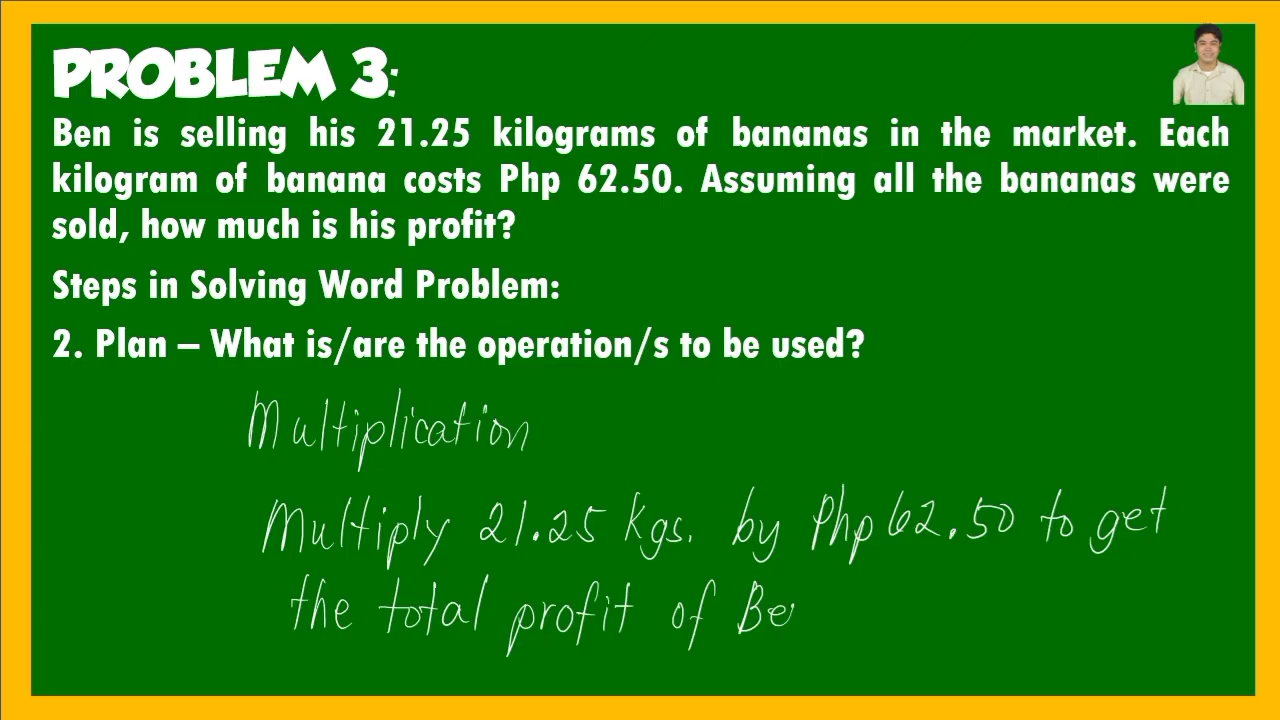 PROBLEM 3:
Ben is selling his 21.25 kilograms of bananas in the market. Each
kilogram of banana costs Php 62.50. Assuming all the bananas were
sold, how much is his profit?
Steps in Solving Word Problem:
2. Plan – What is/are the operation/s to be used?
Multiplication
Multiply 21.25 kgs. by Php 62.50 to get
the total profit of Be